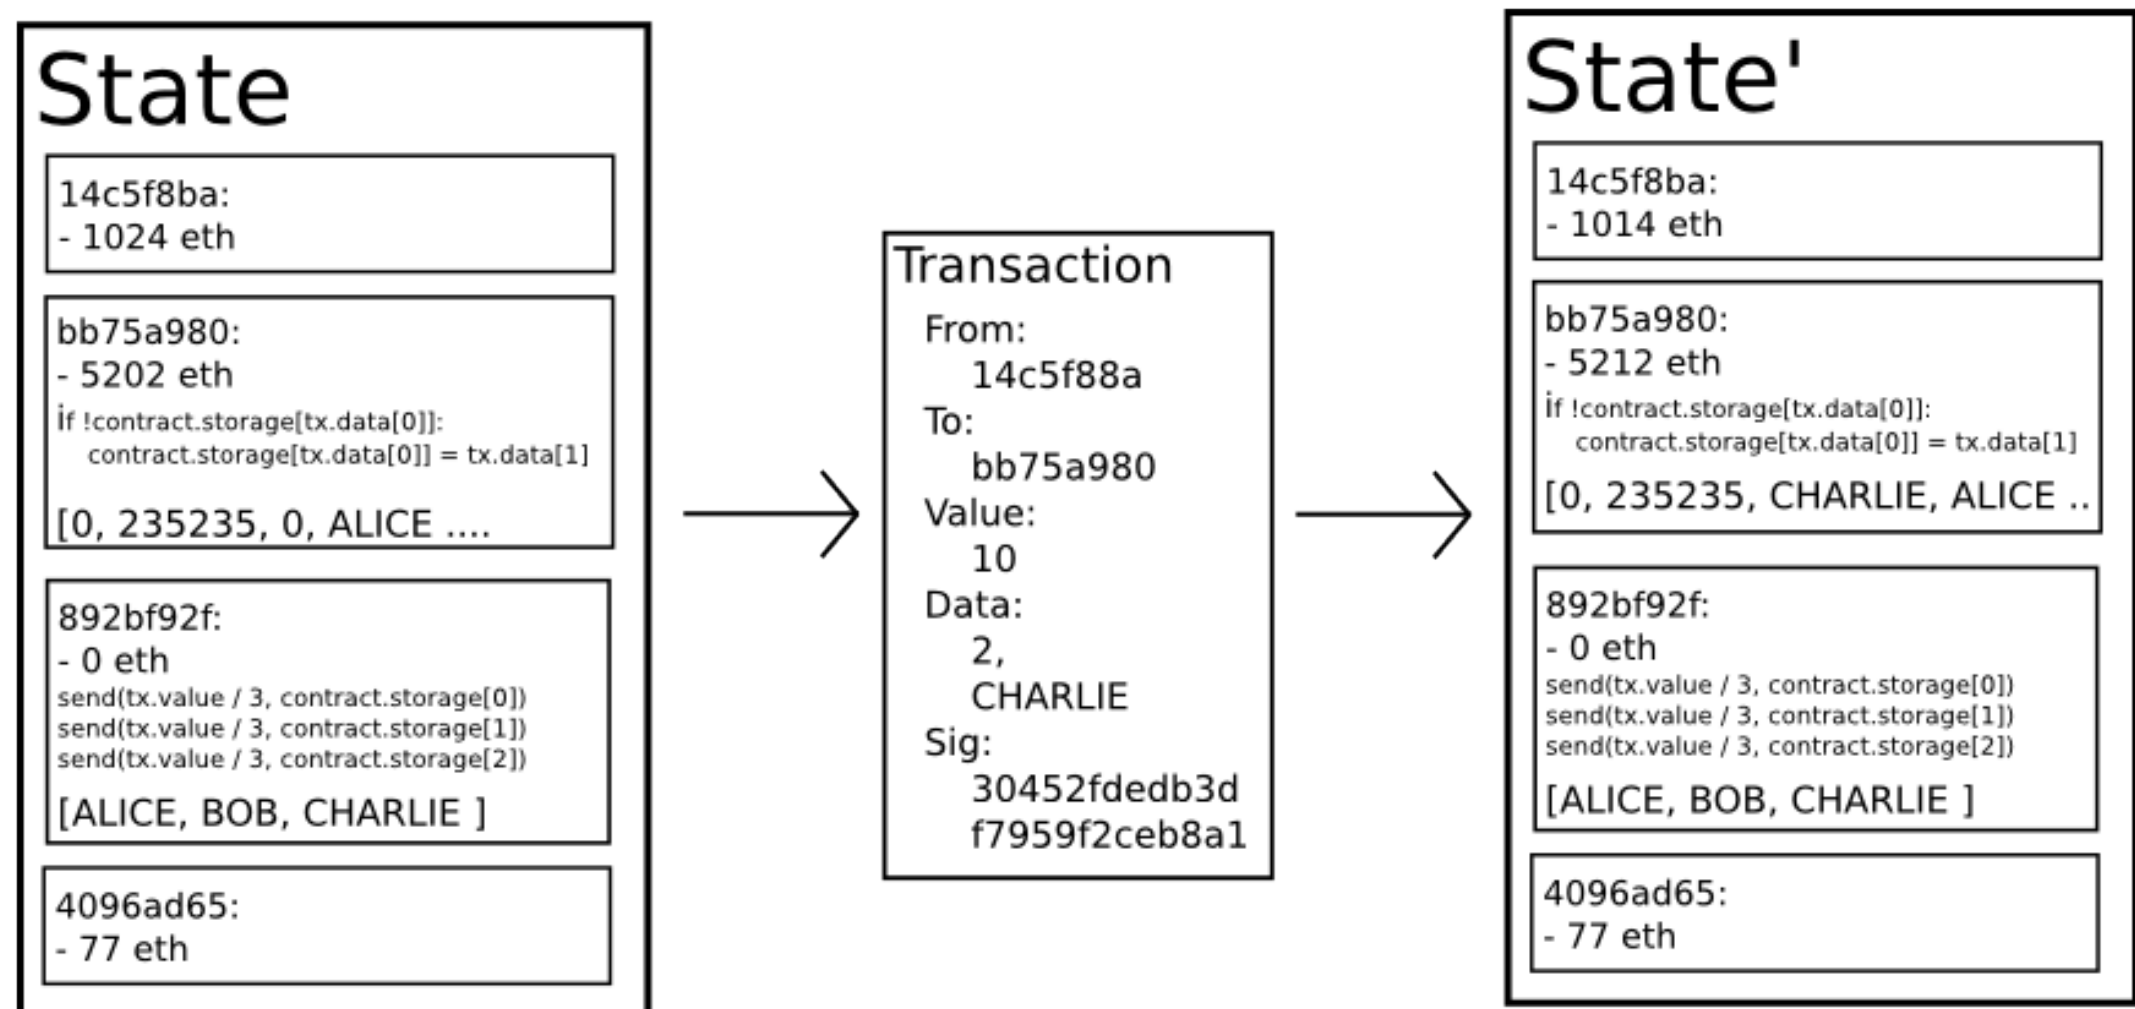 State
14c5f8ba:
- 1024 eth
bb75a980:
- 5202 eth
if !contract.storage[tx.data[0]]:
contract.storage[tx.data[0]] = tx.data[1]
[0, 235235, 0, ALICE ....
892bf92f:
- 0 eth
send(tx.value / 3, contract.storage[0])
send(tx.value / 3, contract.storage[1])
send(tx.value / 3, contract.storage[2])
[ALICE, BOB, CHARLIE ]
4096ad65:
- 77 eth
Transaction
From:
14c5f88a
To:
bb75a980
Value:
10
Data:
2,
CHARLIE
Sig:
30452fdedb3d
f7959f2ceb8a1
State'
14c5f8ba:
- 1014 eth
bb75a980:
- 5212 eth
if !contract.storage[tx.data[0]]:
contract.storage[tx.data[0]] = tx.data[1]
[0, 235235, CHARLIE, ALICE ..
892bf92f:
- 0 eth
send(tx.value / 3, contract.storage[0])
send(tx.value / 3, contract.storage[1])
send(tx.value / 3, contract.storage[2])
[ALICE, BOB, CHARLIE ]
4096ad65:
- 77 eth